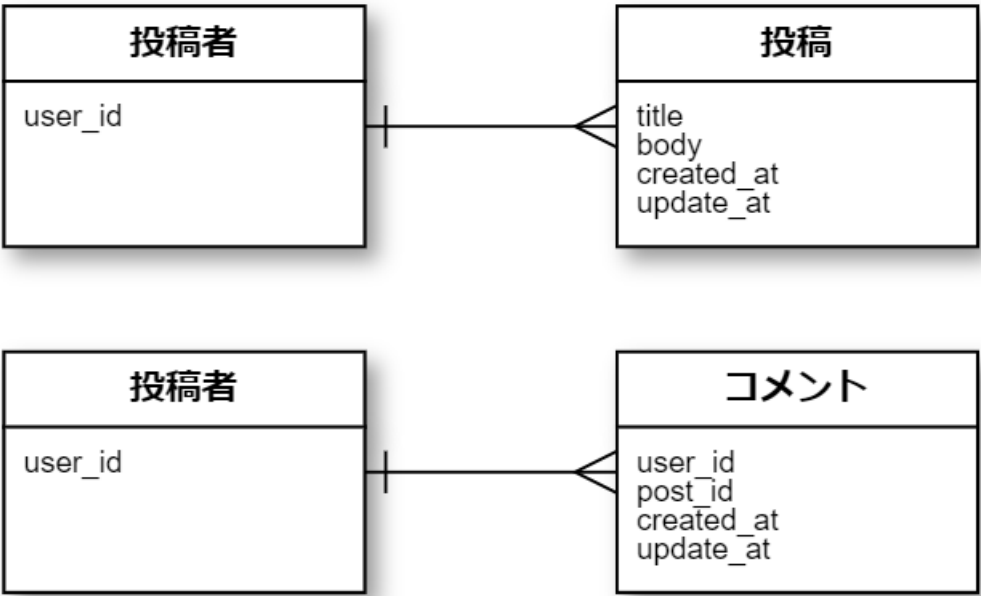 投稿者
user_id
投稿
title
body
created_at
update_at
投稿者
user_id
コメント
user_id
post_id
created_at
update_at